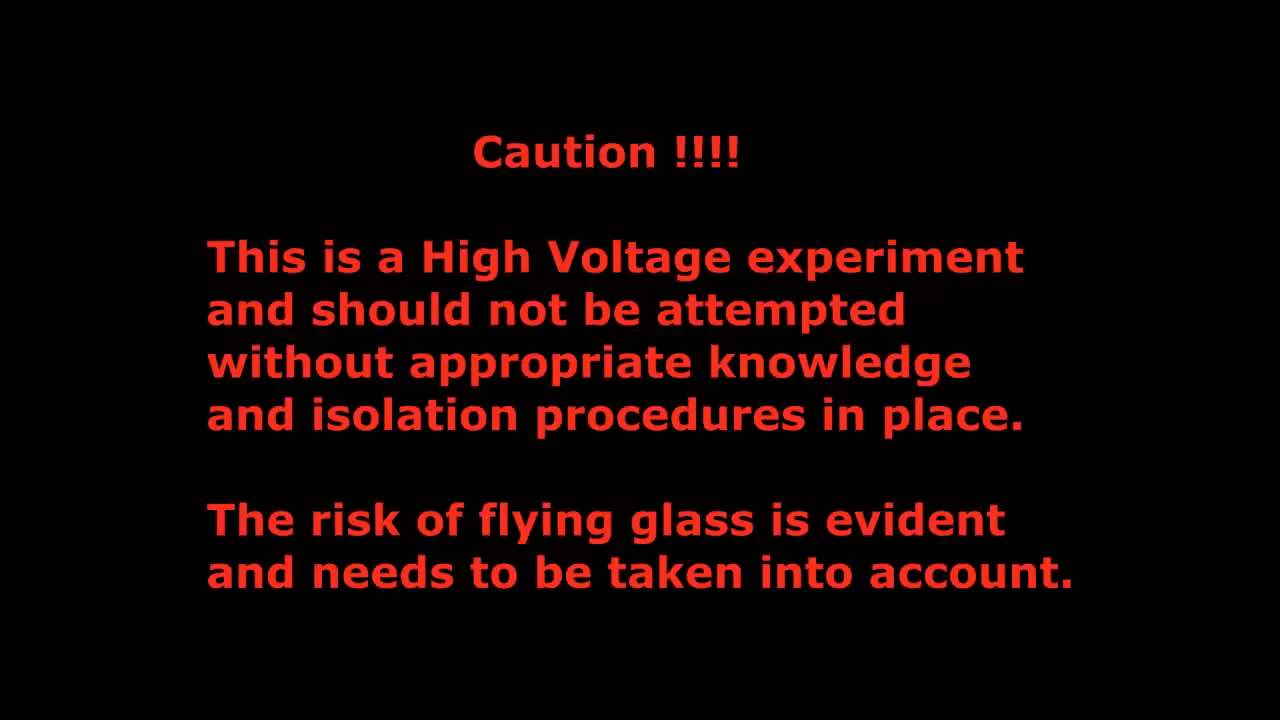 Caution !!!!
This is a High Voltage experiment
and should not be attempted
without appropriate knowledge
and isolation procedures in place.
The risk of flying glass is evident
and needs to be taken into account.